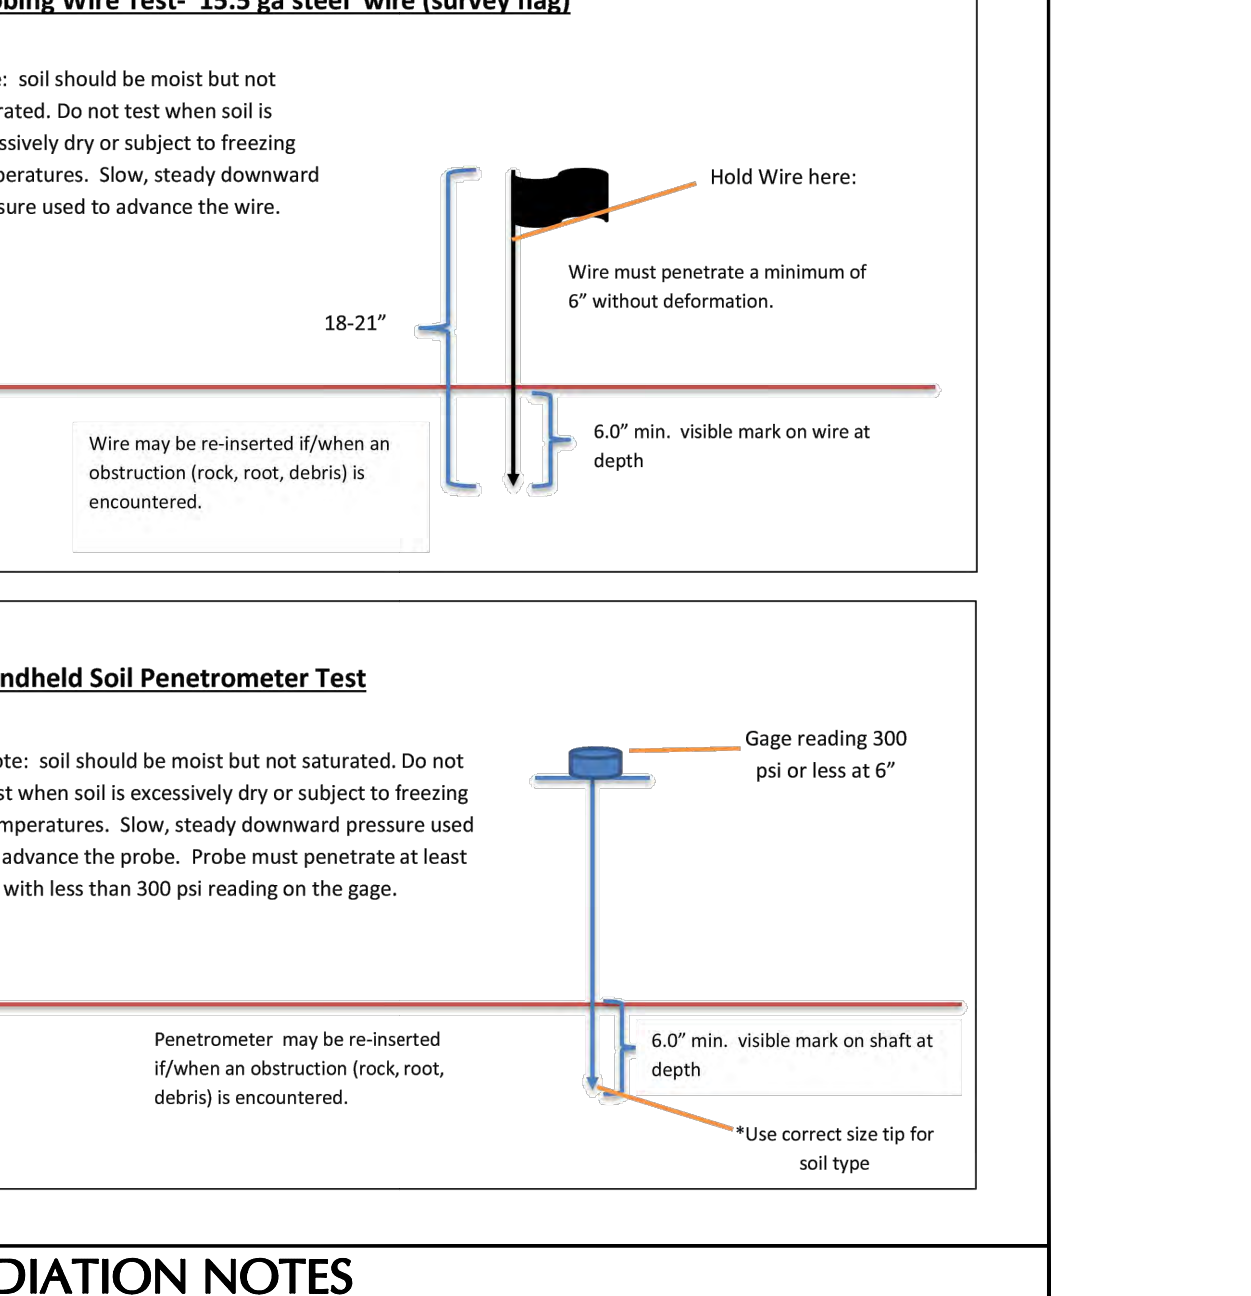 Wire Test- 15.5 ga steel wire (survey flag)
soil should be moist but not
Do not test when soil is
dry or subject to freezing
Slow, steady downward
used to advance the wire.
Hold Wire here:
Wire must penetrate a minimum of
6” without deformation.
18-21”
6.0” min. visible mark on wire at
depth
Wire may be re-inserted if/when an
obstruction (rock, root, debris) is
encountered.
ndheld Soil Penetrometer Test
Gage reading 300
psi or less at 6”
ote: soil should be moist but not saturated. Do not
st when soil is excessively dry or subject to freezing
mperatures. Slow, steady downward pressure used
advance the probe. Probe must penetrate at least
with less than 300 psi reading on the gage.
Penetrometer may be re-inserted
if/when an obstruction (rock, root,
debris) is encountered.
6.0” min. visible mark on shaft at
depth
*Use correct size tip for
soil type
DIATION NOTES